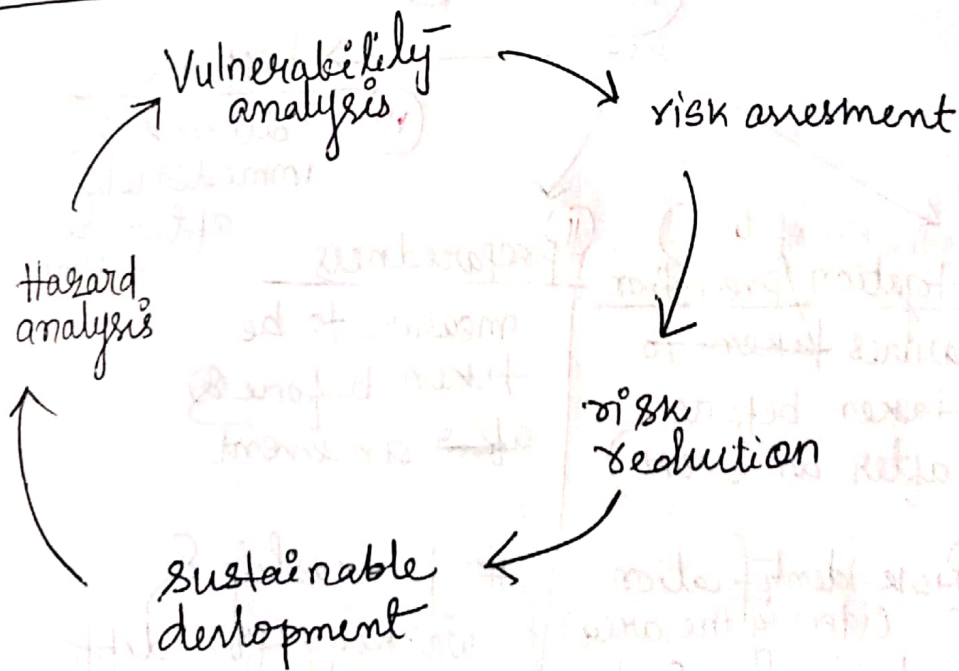 Vulnerability
analysis.
risk assesment
Hazard
analysis
risk
reduction
sustainable
devlopment